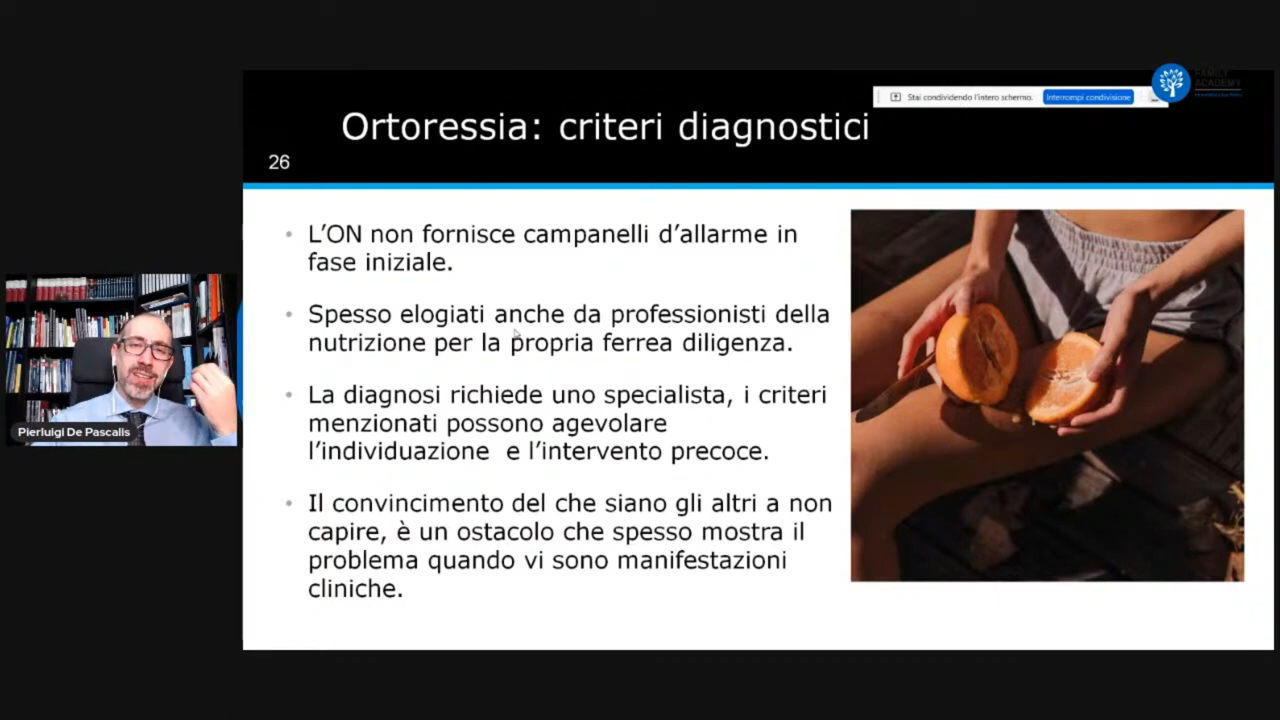 FAMILY
ACADEMY
Stai condividendo l'intero schermo. Interrompi condivisione
Ortoressia: criteri diagnostici
26
• L'ON non fornisce campanelli d'allarme in
fase iniziale.
• Spesso elogiati anche da professionisti della
nutrizione per la propria ferrea diligenza.
• La diagnosi richiede uno specialista, i criteri
menzionati possono agevolare
l'individuazione e l'intervento precoce.
• Il convincimento del che siano gli altri a non
capire, è un ostacolo che spesso mostra il
problema quando vi sono manifestazioni
cliniche.
Pierluigi De Pascalis